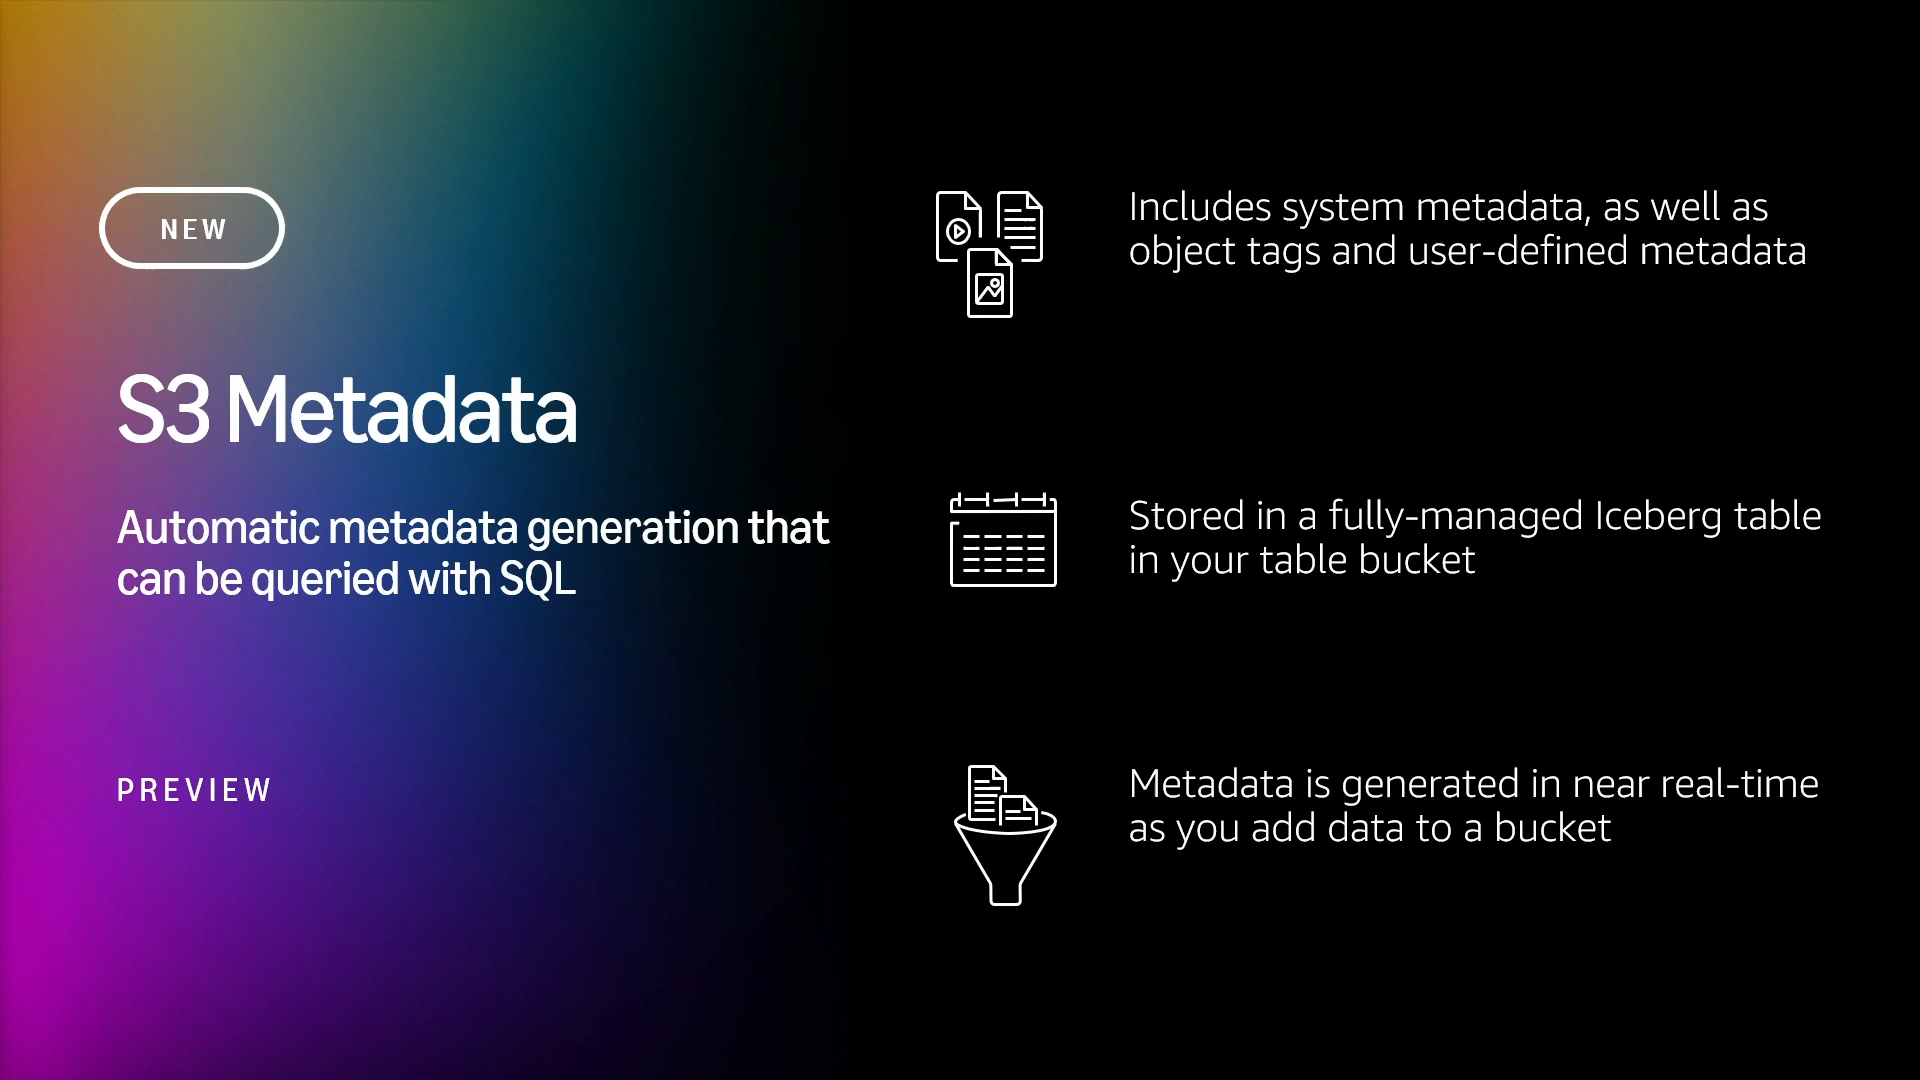 NEW
S3 Metadata
Automatic metadata generation that
can be queried with SQL
PREVIEW
Includes system metadata, as well as
object tags and user-defined metadata
Stored in a fully-managed Iceberg table
in your table bucket
Metadata is generated in near real-time
as you add data to a bucket